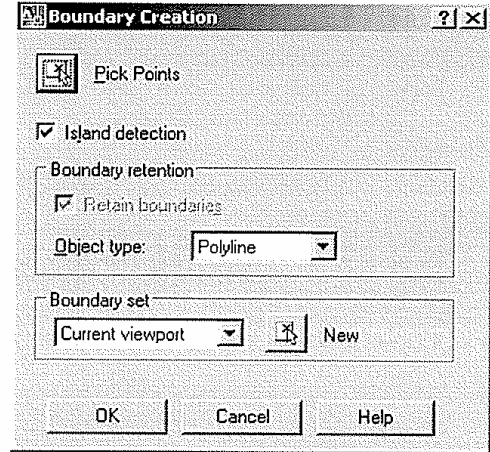 Boundary Creation
Pick Points
Island detection
Boundary retention
Retain boundaries
Object type: Polyline
Boundary set
Current viewport New
OK Cancel Help